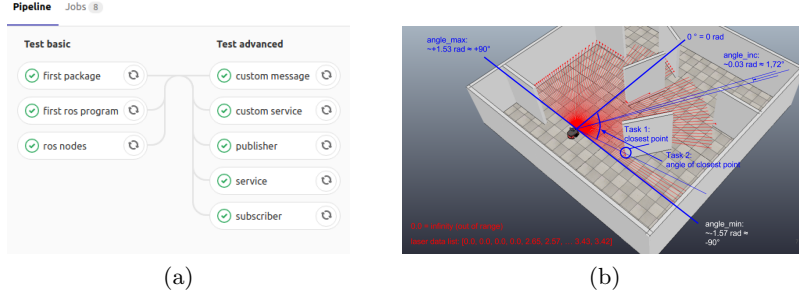 Pipeline Jobs 8
Test basic
Test advanced
first package
custom message
first ros program
custom service
ros nodes
publisher
service
subscriber
(a)
angle_max:
~+1.53 rad ≈ +90°
0 ° = 0 rad
angle_inc:
~0.03 rad ≈ 1,72°
Task 1:
closest point
Task 2:
angle of closest point
angle_min:
~-1.57 rad ≈
-90°
(b)